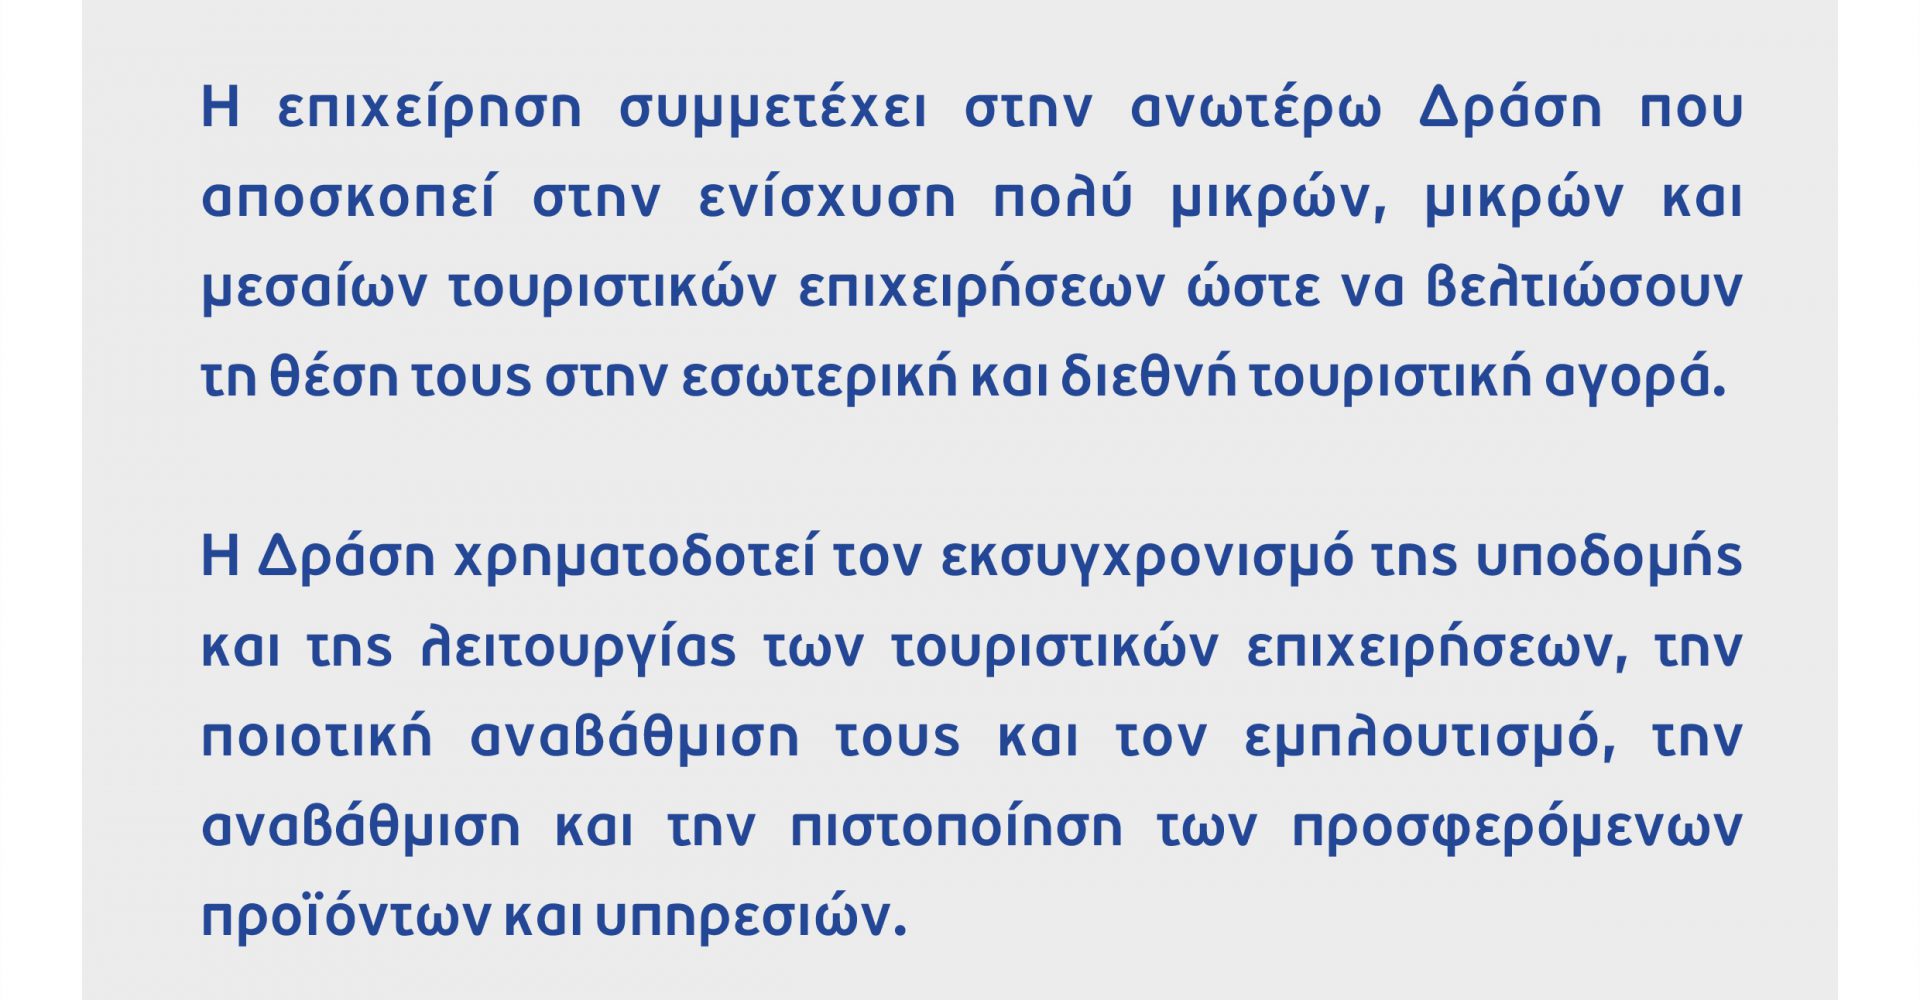 Η επιχείρηση συμμετέχει στην ανωτέρω Δράση που
αποσκοπεί στην ενίσχυση πολύ μικρών, μικρών και
μεσαίων τουριστικών επιχειρήσεων ώστε να βελτιώσουν
τη θέση τους στην εσωτερική και διεθνή τουριστική αγορά.
Η Δράση χρηματοδοτεί τον εκσυγχρονισμό της υποδομής
και της λειτουργίας των τουριστικών επιχειρήσεων, την
ποιοτική αναβάθμιση τους και τον εμπλουτισμό, την
αναβάθμιση και την πιστοποίηση των προσφερόμενων
προϊόντων και υπηρεσιών.